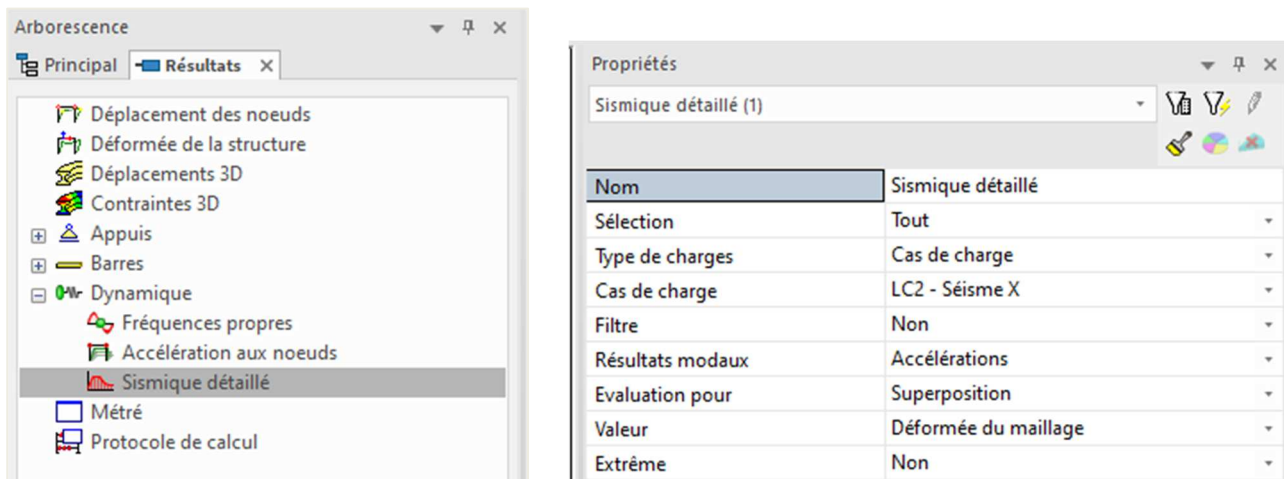 Arborescence
Principal Résultats
Déplacement des noeuds
Déformée de la structure
Déplacements 3D
Contraintes 3D
Appuis
Barres
Dynamique
Fréquences propres
Accélération aux noeuds
Sismique détaillé
Métré
Protocole de calcul
Propriétés
Sismique détaillé (1)
Nom Sismique détaillé
Sélection Tout
Type de charges Cas de charge
Cas de charge LC2 - Séisme X
Filtre Non
Résultats modaux Accélérations
Evaluation pour Superposition
Valeur Déformée du maillage
Extrême Non